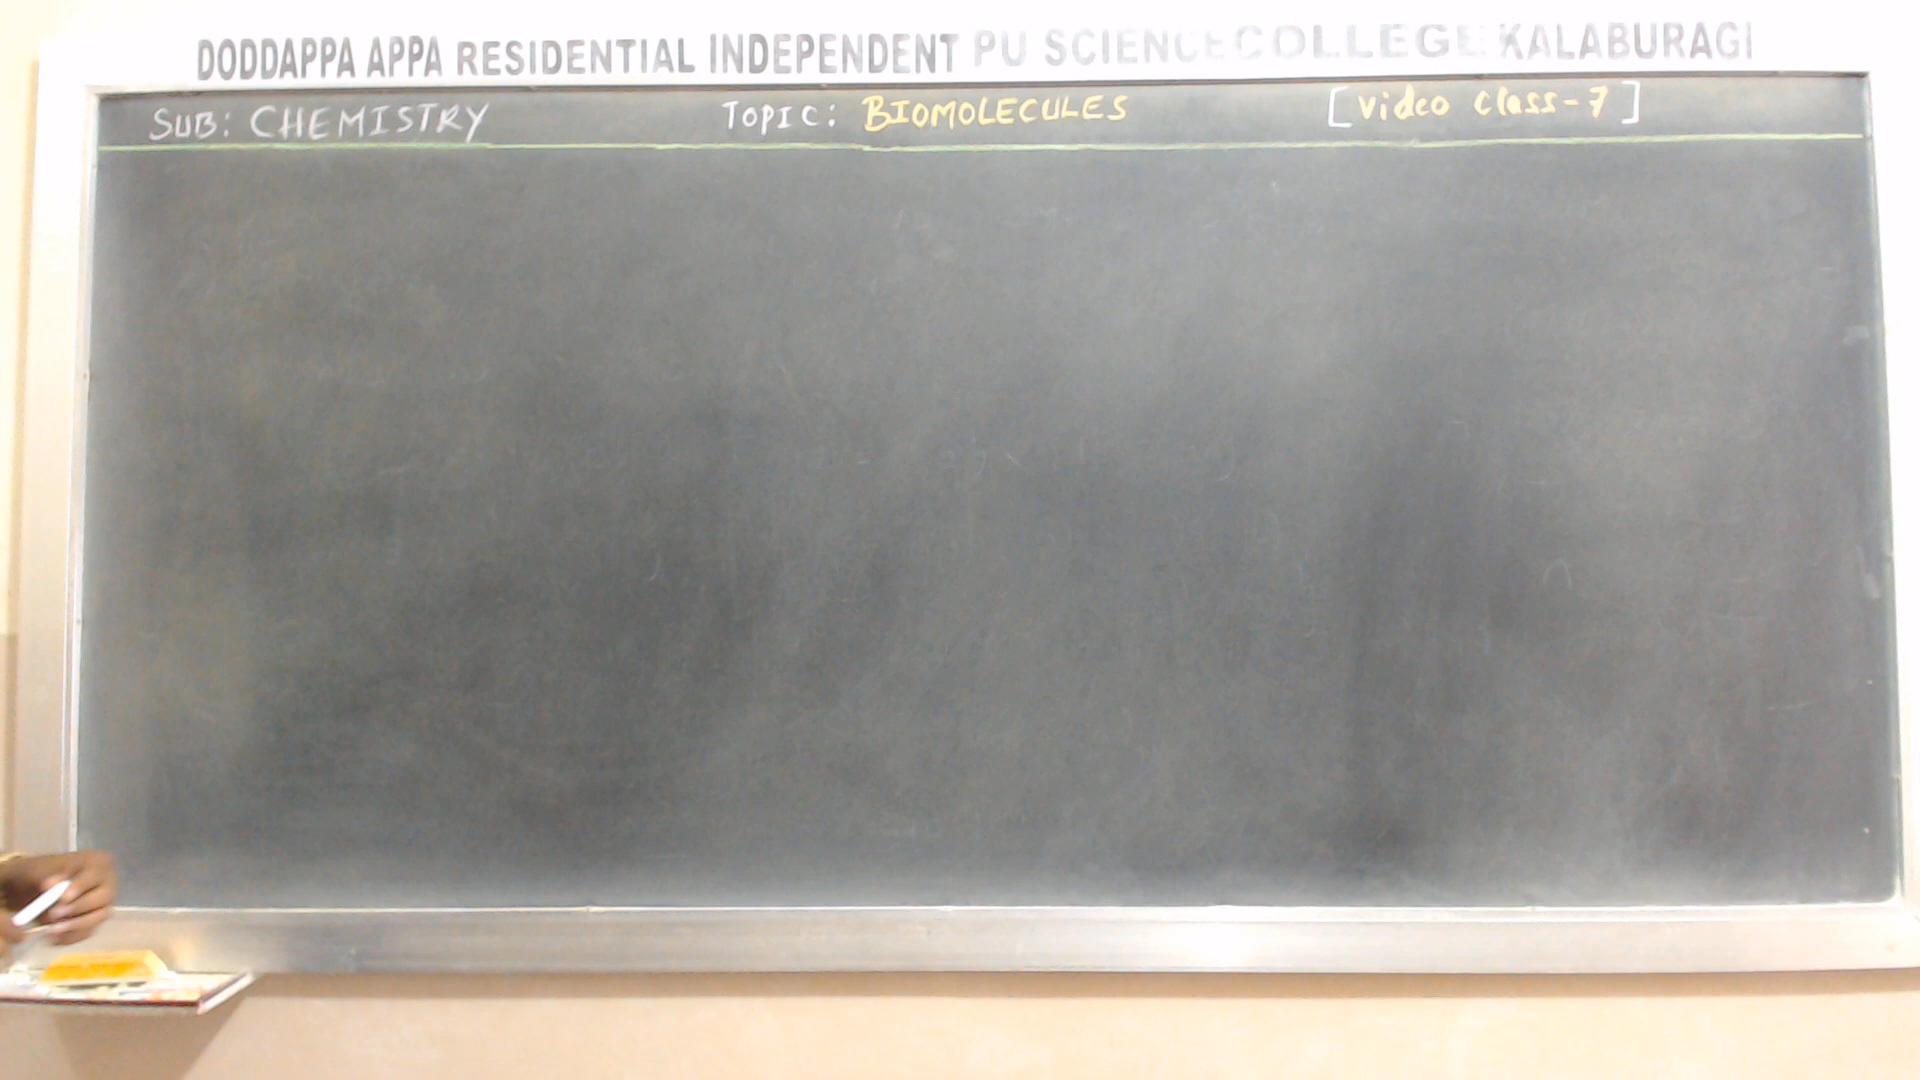 DODDAPPA APPA RESIDENTIAL INDEPENDENT PU SCIENCE COLLEGE KALABURAGI
SUB: CHEMISTRY TOPIC: BIOMOLECULES [Video Class-7]